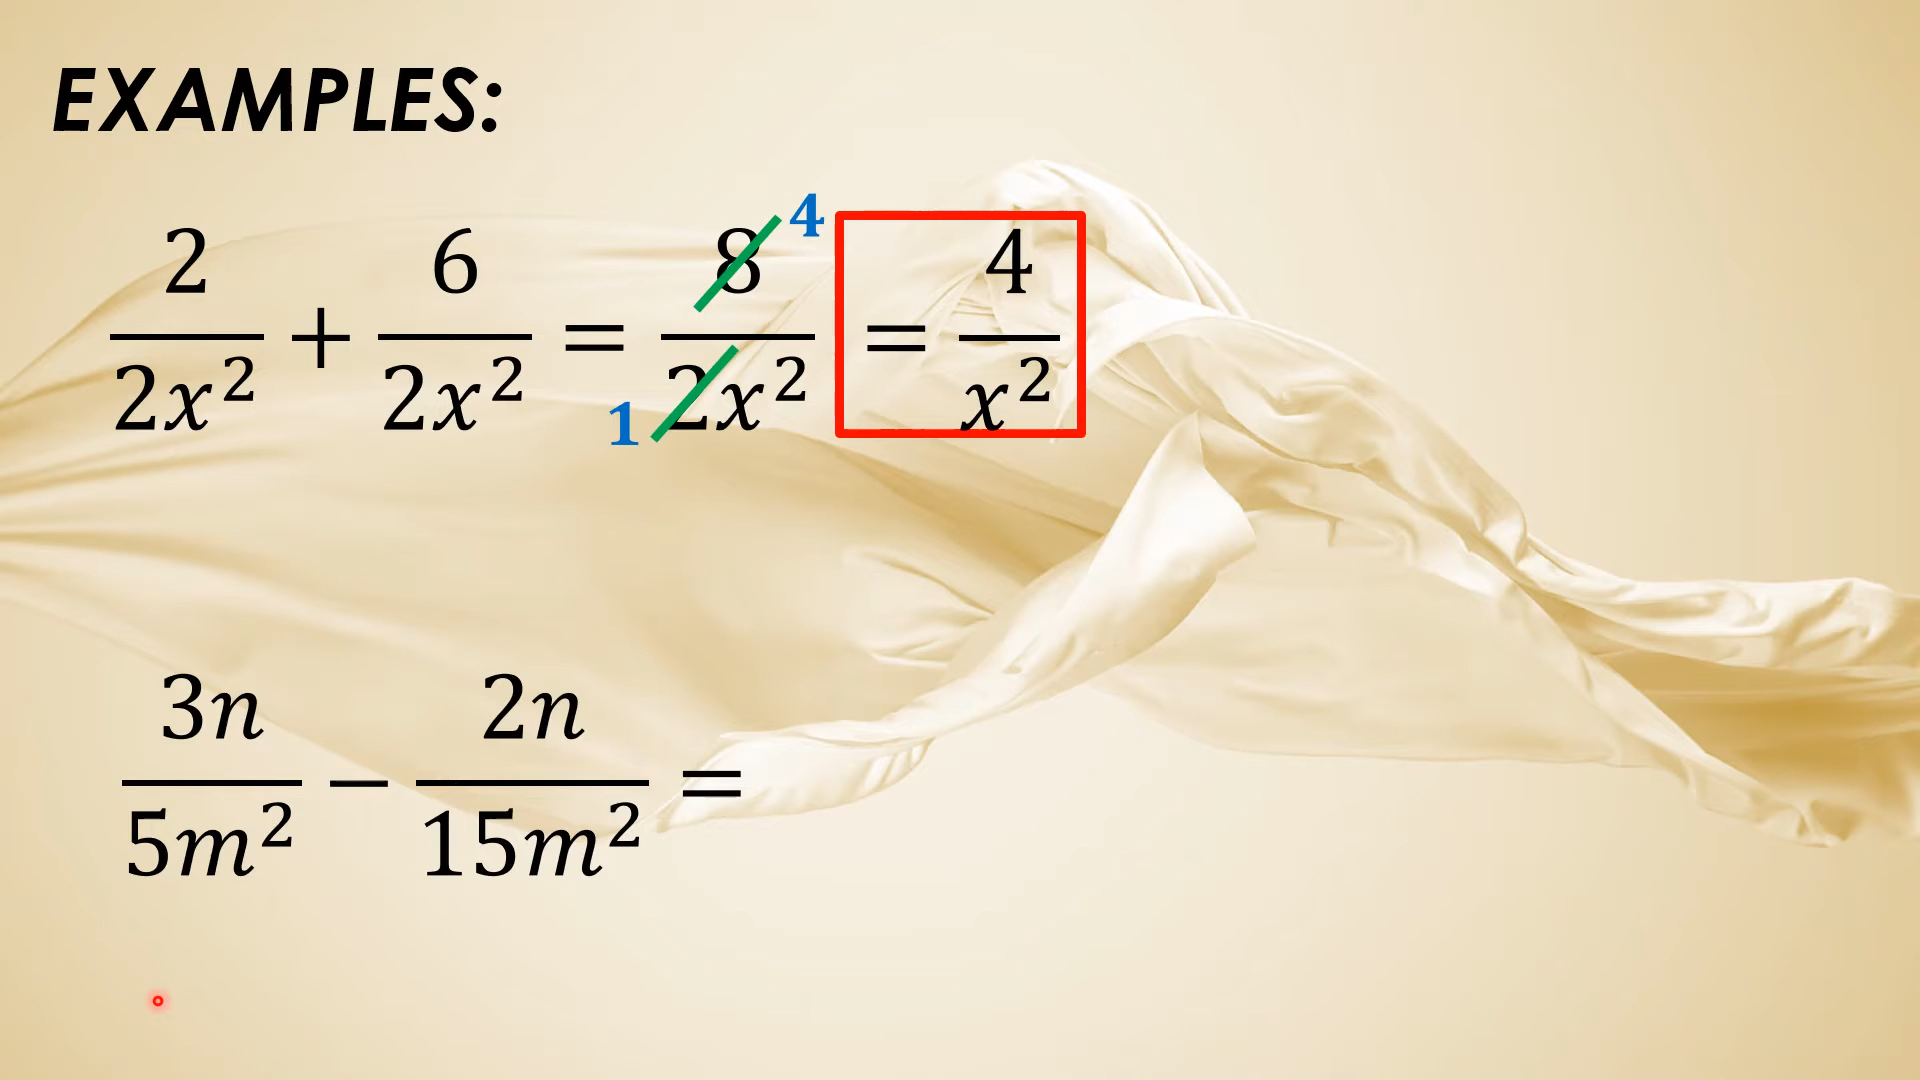 EXAMPLES:
2/2x² + 6/2x² = 8/2x² = 4/x²
4
1
3n/5m² − 2n/15m² =